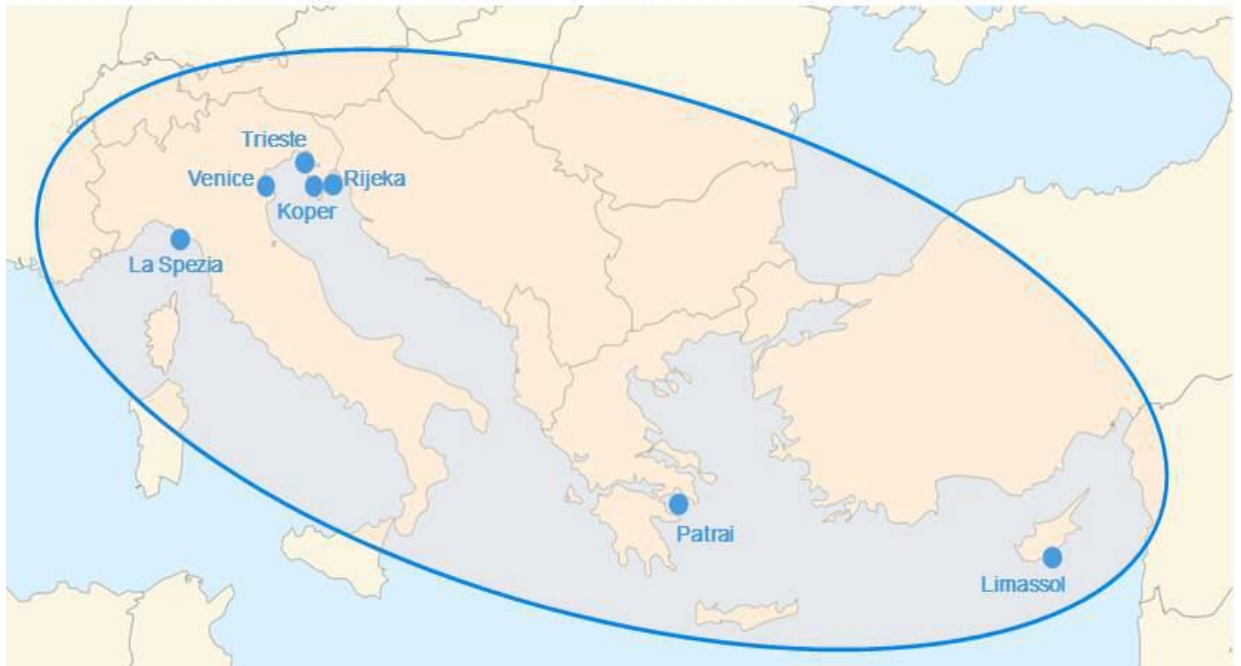 Trieste
Venice
Rijeka
Koper
La Spezia
Patrai
Limassol